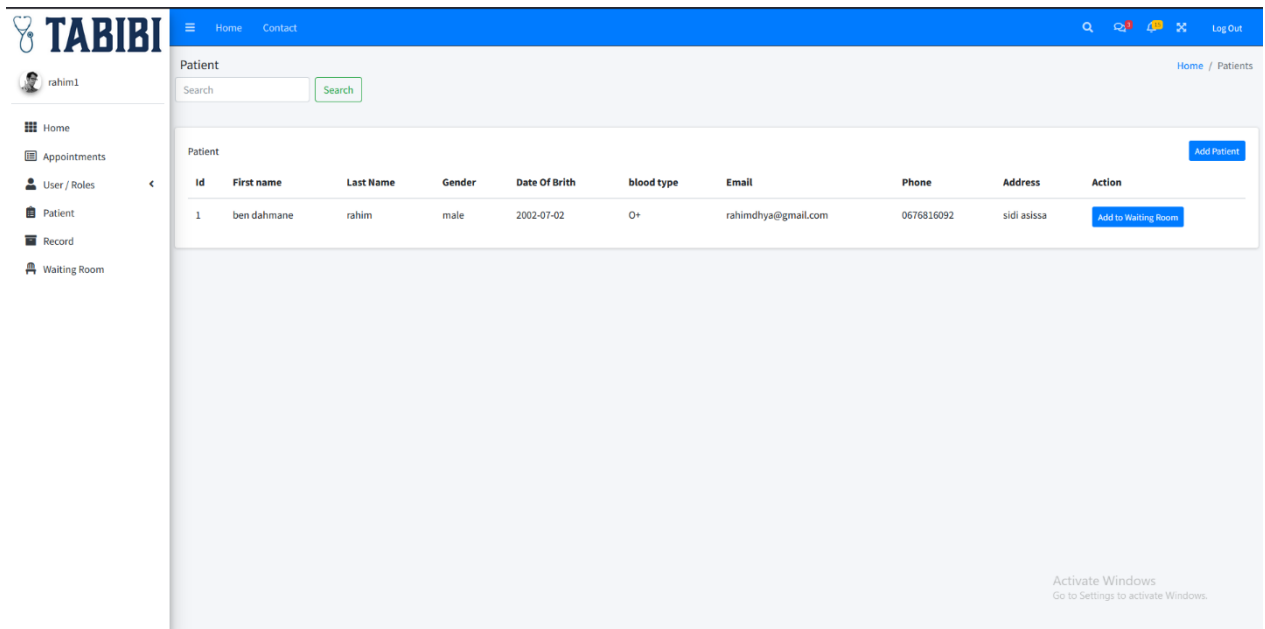 TABIBI
Home Contact
3
15
Log Out
rahim1
Home
Appointments
User / Roles
Patient
Record
Waiting Room
Patient
Home / Patients
Search Search
Patient
Add Patient
Id First name Last Name Gender Date Of Brith blood type Email Phone Address Action
1 ben dahmane rahim male 2002-07-02 O+ rahimdhya@gmail.com 0676816092 sidi asissa Add to Waiting Room
Activate Windows
Go to Settings to activate Windows.